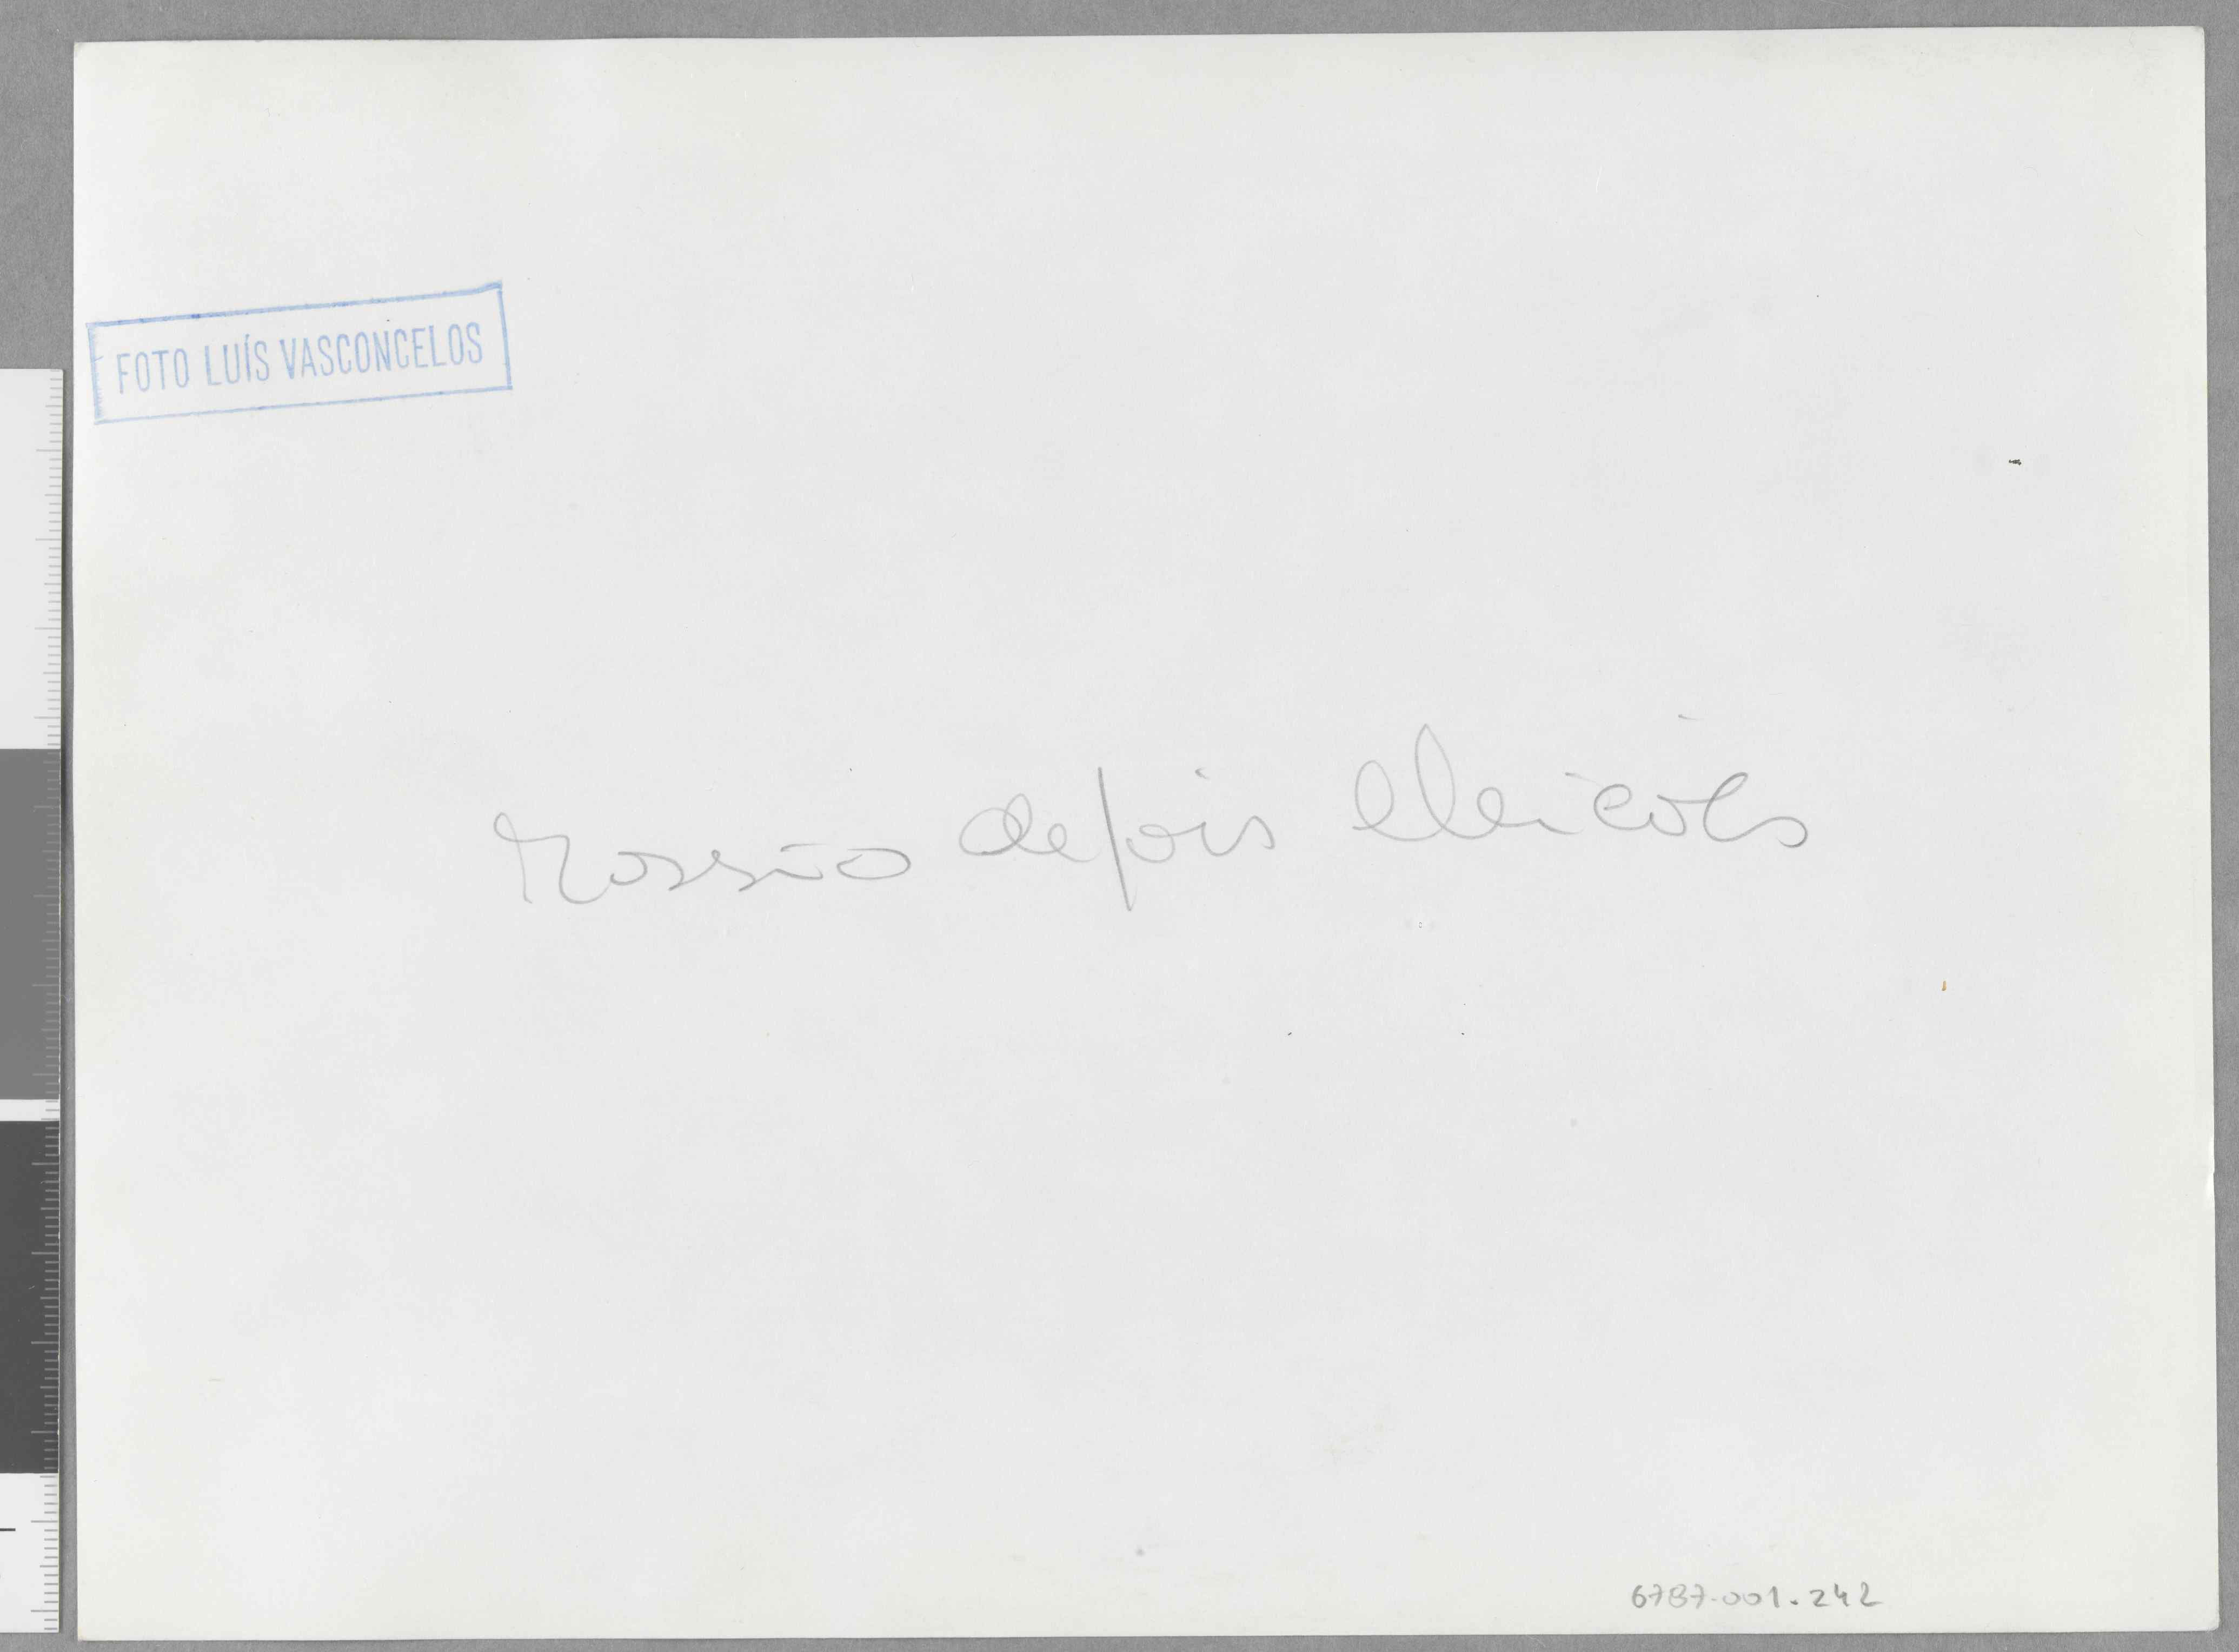 FOTO LUÍS VASCONCELOS
Rossio depois eleições
6787.001.242